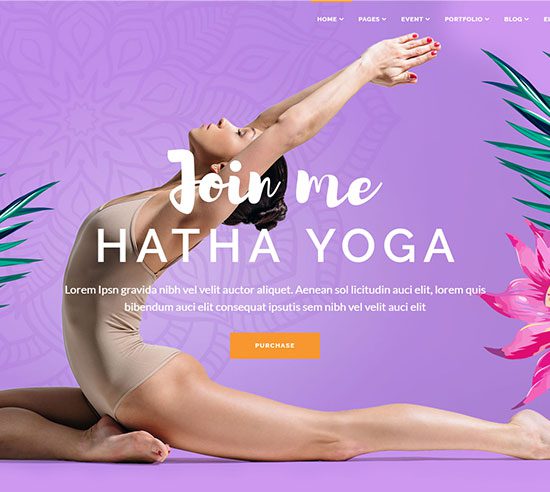 HOME PAGES EVENT PORTFOLIO BLOG
Join me
HATHA YOGA
Lorem Ipsn gravida nibh vel velit auctor aliquet. Aenean sol licitudin auci elit, lorem quis
bibendum auci elit consequat ipsutis sem nibh vel velit auci elit
PURCHASE